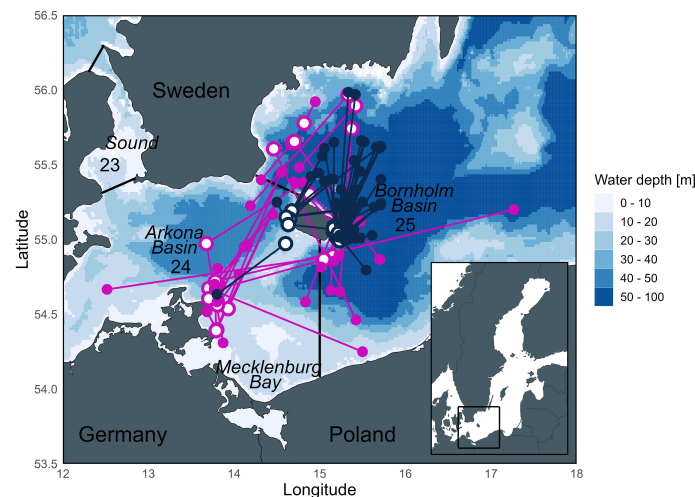 56.5
56.0
55.5
55.0
54.5
54.0
53.5
Latitude
Sweden
Sound
23
Arkona
Basin
24
Bornholm
Basin
25
Mecklenburg
Bay
Germany
Poland
12
13
14
15
16
17
18
Longitude
Water depth [m]
0 - 10
10 - 20
20 - 30
30 - 40
40 - 50
50 - 100